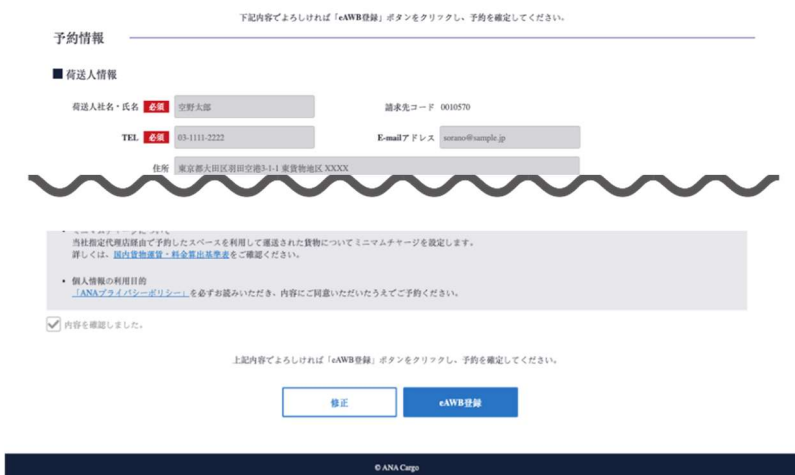 下記内容でよろしければ「eAWB登録」ボタンをクリックし、予約を確定してください。
予約情報
荷送人情報
荷送人社名・氏名 必須 空野太郎 請求先コード 0010570
TEL 必須 03-1111-2222 E-mailアドレス sorano@sample.jp
住所 東京都大田区羽田空港3-1-1 東貨物地区 XXXX
当社指定代理店経由で予約したスペースを利用して運送された貨物についてミニマムチャージを設定します。
詳しくは、国内貨物運賃・料金算出基準表をご確認ください。
• 個人情報の利用目的
「ANAプライバシーポリシー」を必ずお読みいただき、内容にご同意いただいたうえでご予約ください。
内容を確認しました。
上記内容でよろしければ「eAWB登録」ボタンをクリックし、予約を確定してください。
修正 eAWB登録
© ANA Cargo